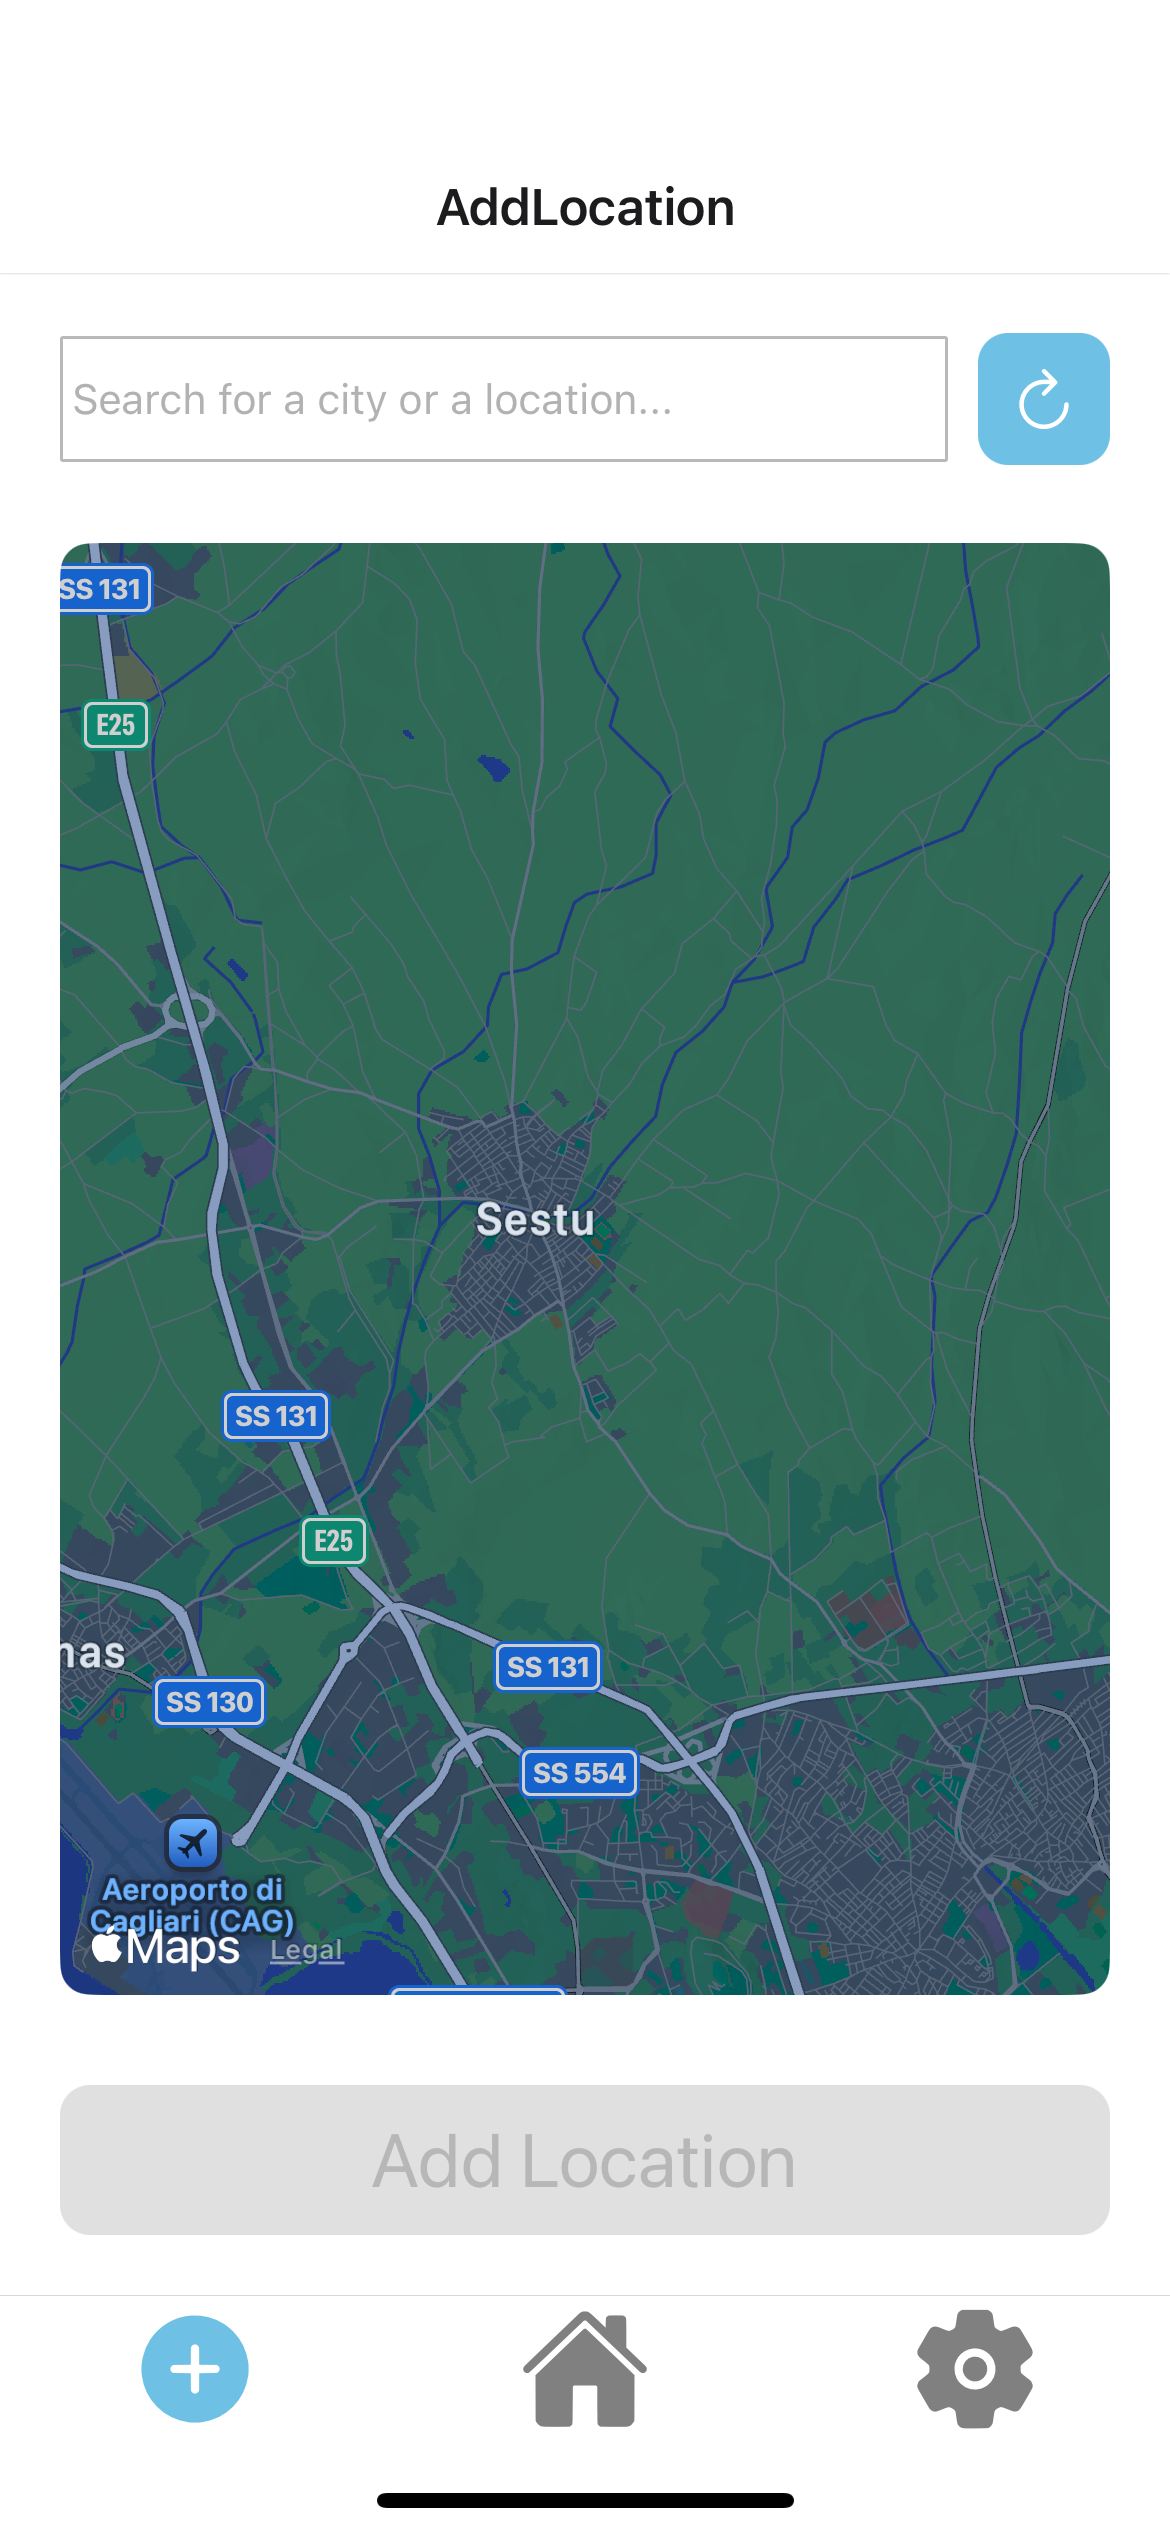 AddLocation
Search for a city or a location...
SS 131
E25
Sestu
SS 131
E25
nas
SS 131
SS 130
SS 554
Aeroporto di
Cagliari (CAG)
Maps
Legal
Add Location